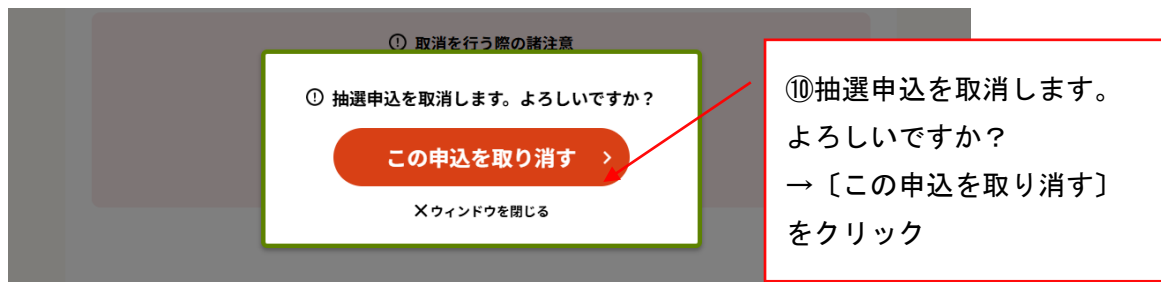 取消を行う際の諸注意
抽選申込を取消します。よろしいですか？
この申込を取り消す
×ウィンドウを閉じる
⑩抽選申込を取消します。
よろしいですか？
→〔この申込を取り消す〕
をクリック